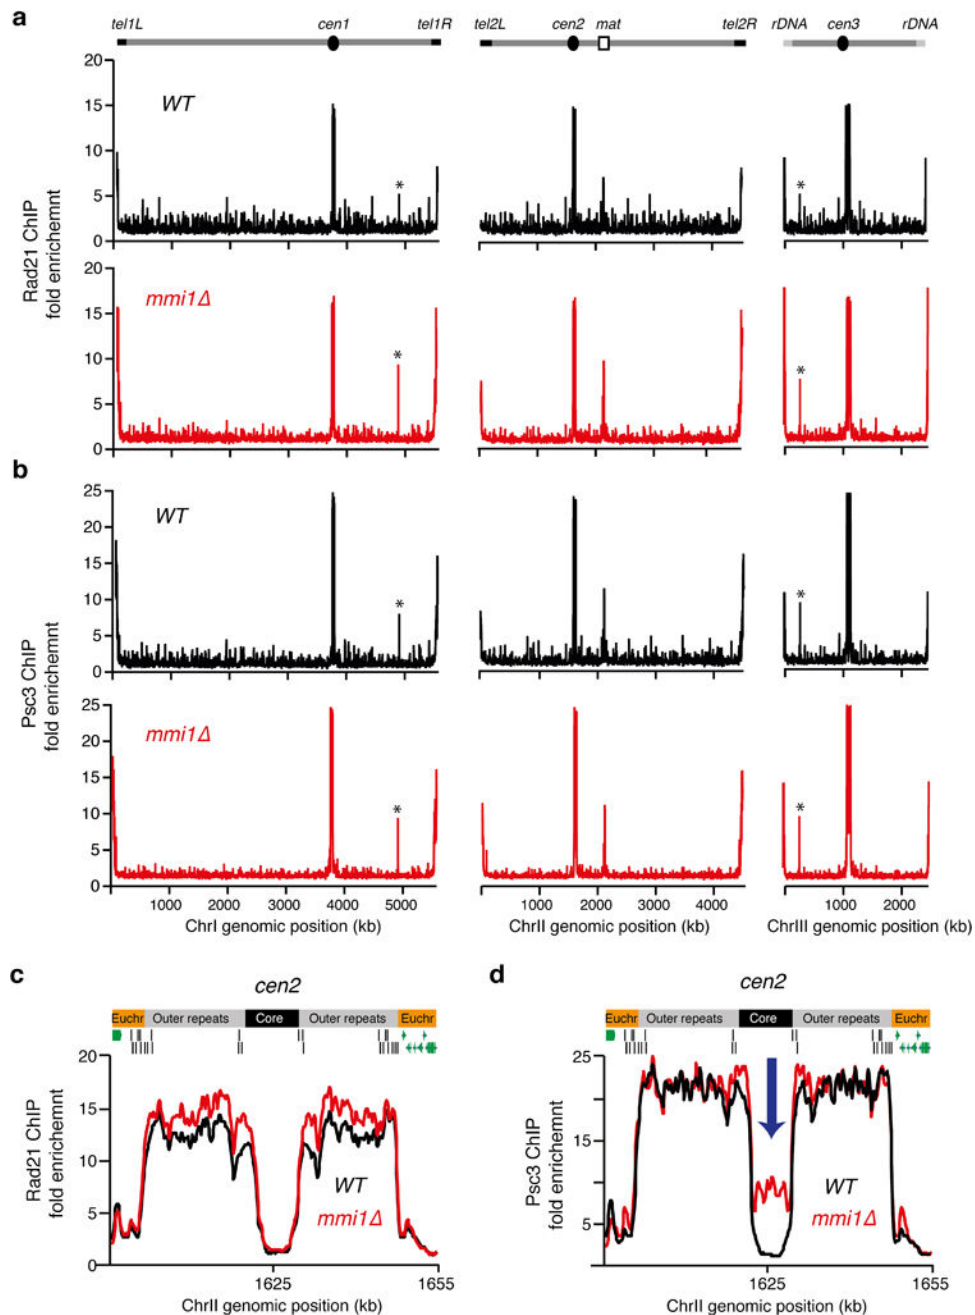 a
tel1L cen1 tel1R tel2L cen2 mat tel2R rDNA cen3 rDNA
Rad21 ChIP
fold enrichemnt
20
WT
15
10
* *
5
0
20
mmi1Δ
15
10
* *
5
0
b
Psc3 ChIP
fold enrichemnt
25
WT
20
15
10
* *
5
0
25
mmi1Δ
20
15
10
* *
5
0
1000 2000 3000 4000 5000 1000 2000 3000 4000 1000 2000
ChrI genomic position (kb) ChrII genomic position (kb) ChrIII genomic position (kb)
c
cen2
Euchr Outer repeats Core Outer repeats Euchr
Rad21 ChIP
fold enrichemnt
20
15
10
WT
5
mmi1Δ
0
1625 1655
ChrII genomic position (kb)
d
cen2
Euchr Outer repeats Core Outer repeats Euchr
Psc3 ChIP
fold enrichemnt
25
20
15
10
WT
5
mmi1Δ
1625 1655
ChrII genomic position (kb)